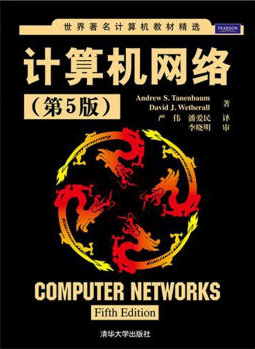 世界著名计算机教材精选
PEARSON
计算机网络
（第5版）
Andrew S. Tanenbaum
David J. Wetherall 著
严 伟 潘爱民 译
李晓明 审
COMPUTER NETWORKS
Fifth Edition
清华大学出版社